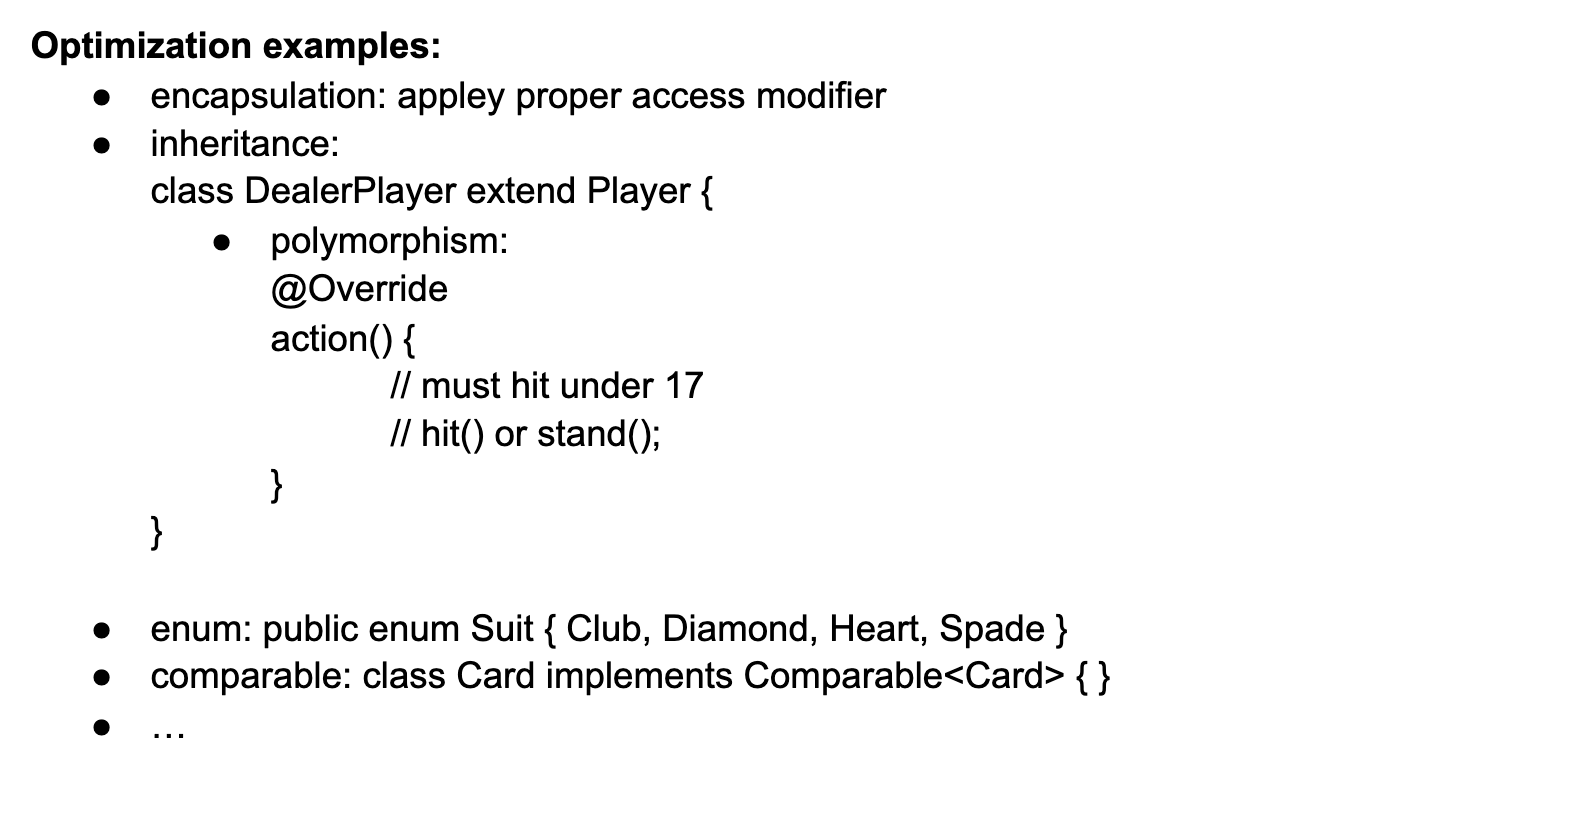 Optimization examples:
● encapsulation: appley proper access modifier
● inheritance:
class DealerPlayer extend Player {
● polymorphism:
@Override
action() {
// must hit under 17
// hit() or stand();
}
}
● enum: public enum Suit { Club, Diamond, Heart, Spade }
● comparable: class Card implements Comparable<Card> { }
● …